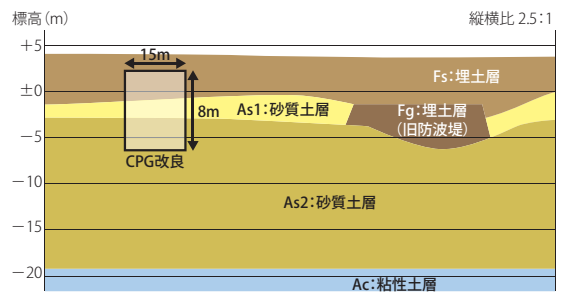 標高（m）
縦横比 2.5：1
+5
15m
Fs：埋土層
±0
8m
As1：砂質土層
Fg：埋土層
（旧防波堤）
−5
CPG改良
−10
As2：砂質土層
−15
−20
Ac：粘性土層